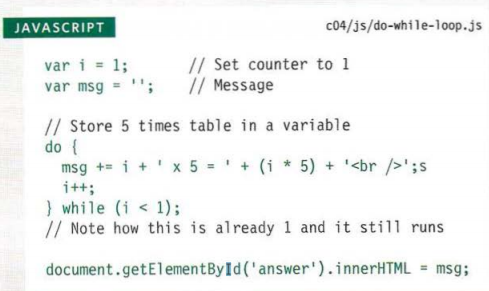 JAVASCRIPT c04/js/do-while-loop.js
var i = 1; // Set counter to 1
var msg = ''; // Message
// Store 5 times table in a variable
do {
msg += i + ' x 5 = ' + (i * 5) + '<br />';s
i++;
} while (i < 1);
// Note how this is already 1 and it still runs
document.getElementById('answer').innerHTML = msg;